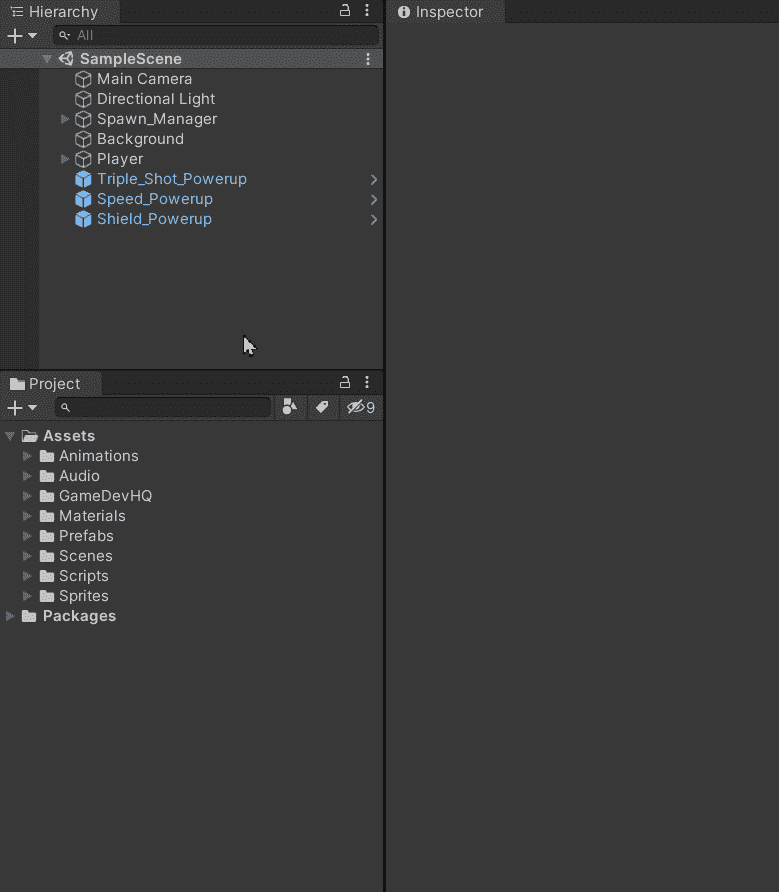 Hierarchy
All
SampleScene
Main Camera
Directional Light
Spawn_Manager
Background
Player
Triple_Shot_Powerup
Speed_Powerup
Shield_Powerup
Project
9
Assets
Animations
Audio
GameDevHQ
Materials
Prefabs
Scenes
Scripts
Sprites
Packages
Inspector